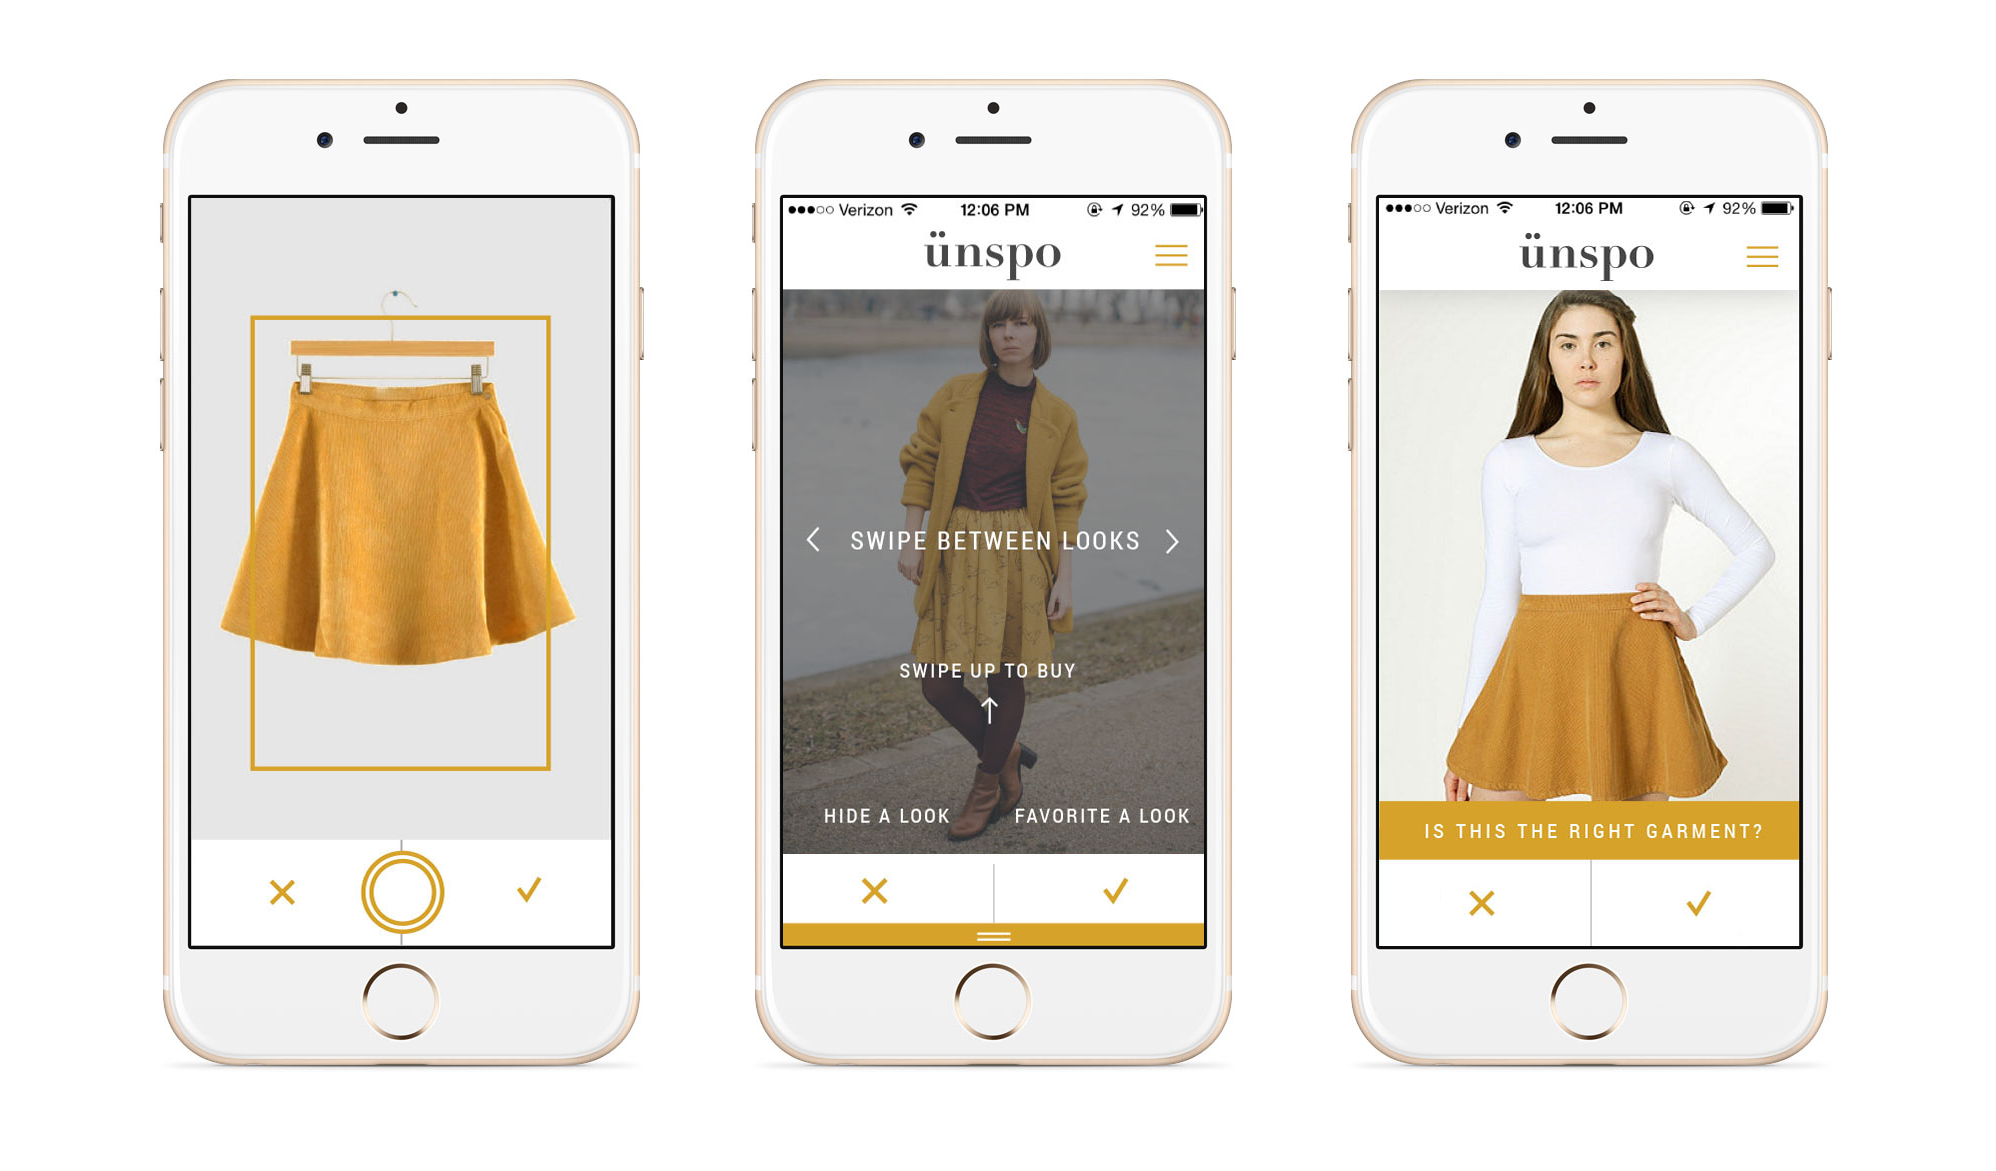 Verizon 12:06 PM 92%
ünspo
SWIPE BETWEEN LOOKS
SWIPE UP TO BUY
HIDE A LOOK
FAVORITE A LOOK
Verizon 12:06 PM 92%
ünspo
IS THIS THE RIGHT GARMENT?